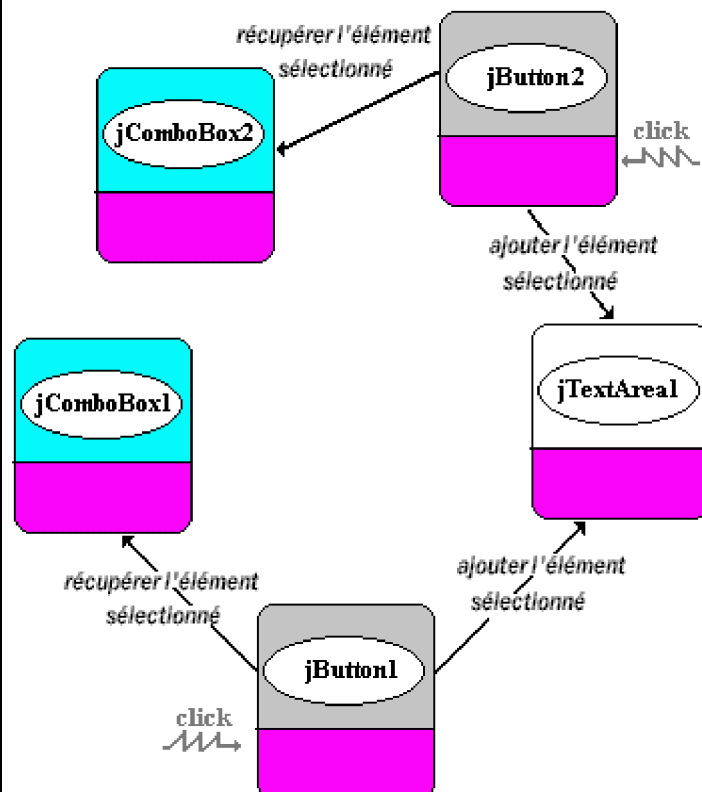 récupérer l'élément
sélectionné
jButton2
jComboBox2
click
ajouter l'élément
sélectionné
jComboBox1
jTextArea1
récupérer l'élément
sélectionné
ajouter l'élément
sélectionné
jButton1
click